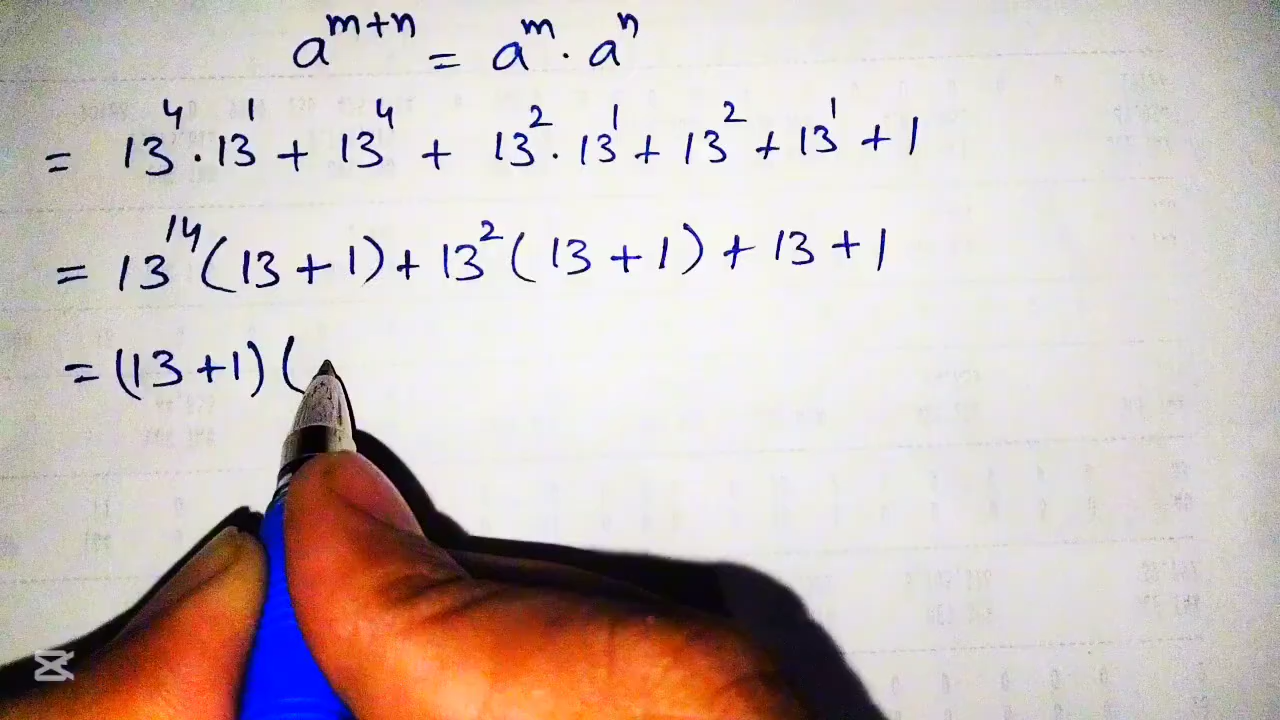 a^{m+n} = a^m · a^n
= 13^4 · 13^1 + 13^4 + 13^2 · 13^1 + 13^2 + 13^1 + 1
= 13^{14} (13 + 1) + 13^2 (13 + 1) + 13 + 1
= (13 + 1) (